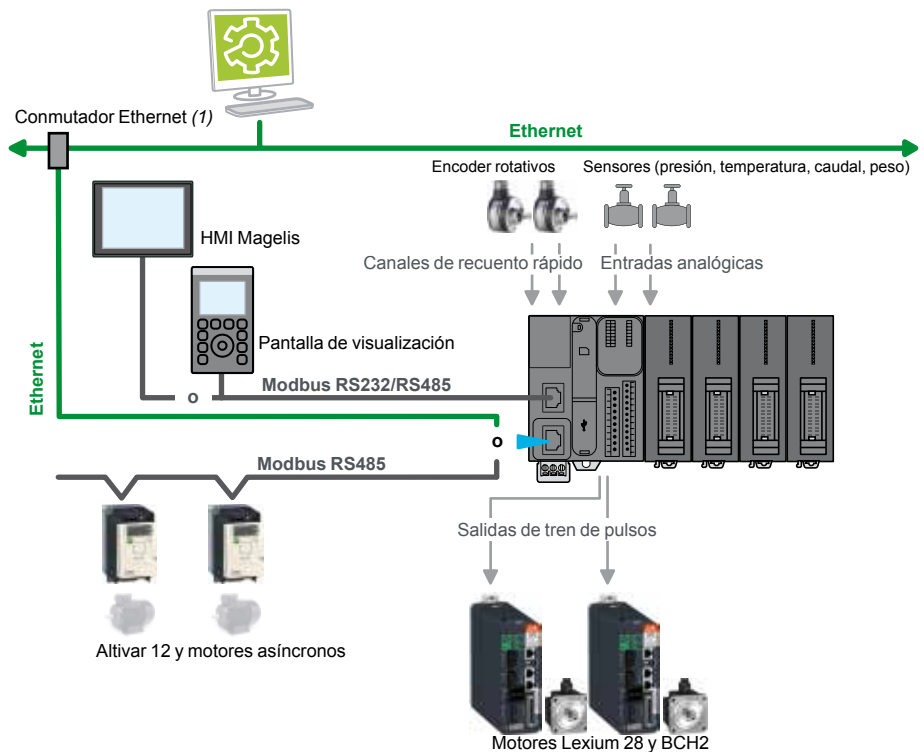 Conmutador Ethernet (1)
Ethernet
Encoder rotativos
Sensores (presión, temperatura, caudal, peso)
HMI Magelis
Canales de recuento rápido
Entradas analógicas
Pantalla de visualización
Ethernet
Modbus RS232/RS485
o
o
Modbus RS485
Salidas de tren de pulsos
Altivar 12 y motores asíncronos
Motores Lexium 28 y BCH2